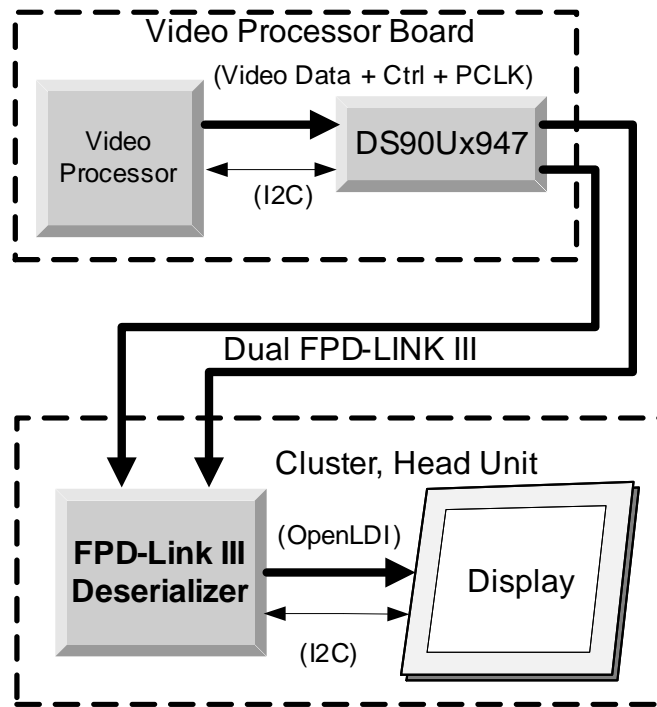 Video Processor Board
(Video Data + Ctrl + PCLK)
Video
Processor
DS90Ux947
(I2C)
Dual FPD-LINK III
Cluster, Head Unit
FPD-Link III
Deserializer
(OpenLDI)
Display
(I2C)